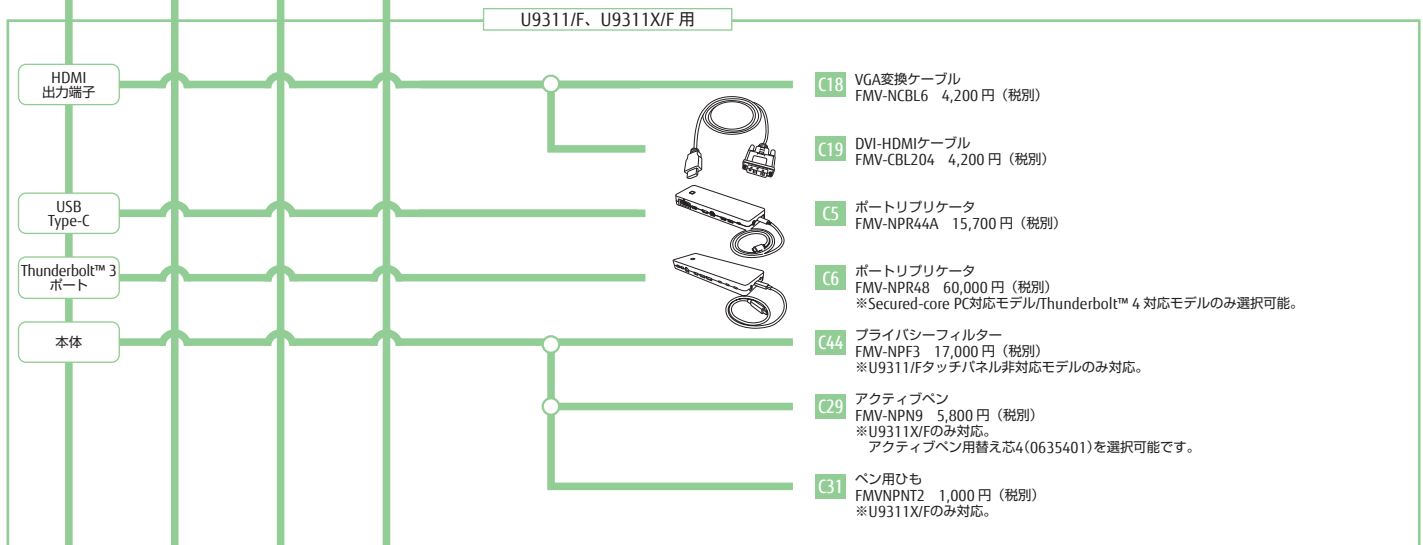 U9311/F、U9311X/F 用
HDMI
出力端子
C18
VGA変換ケーブル
FMV-NCBL6 4,200 円（税別）
C19
DVI-HDMIケーブル
FMV-CBL204 4,200 円（税別）
USB
Type-C
C5
ポートリプリケータ
FMV-NPR44A 15,700 円（税別）
Thunderbolt™ 3
ポート
C6
ポートリプリケータ
FMV-NPR48 60,000 円（税別）
※Secured-core PC対応モデル/Thunderbolt™ 4 対応モデルのみ選択可能。
本体
C44
プライバシーフィルター
FMV-NPF3 17,000 円（税別）
※U9311/Fタッチパネル非対応モデルのみ対応。
C29
アクティブペン
FMV-NPN9 5,800 円（税別）
※U9311X/Fのみ対応。
アクティブペン用替え芯4(0635401)を選択可能です。
C31
ペン用ひも
FMVNPNT2 1,000 円（税別）
※U9311X/Fのみ対応。